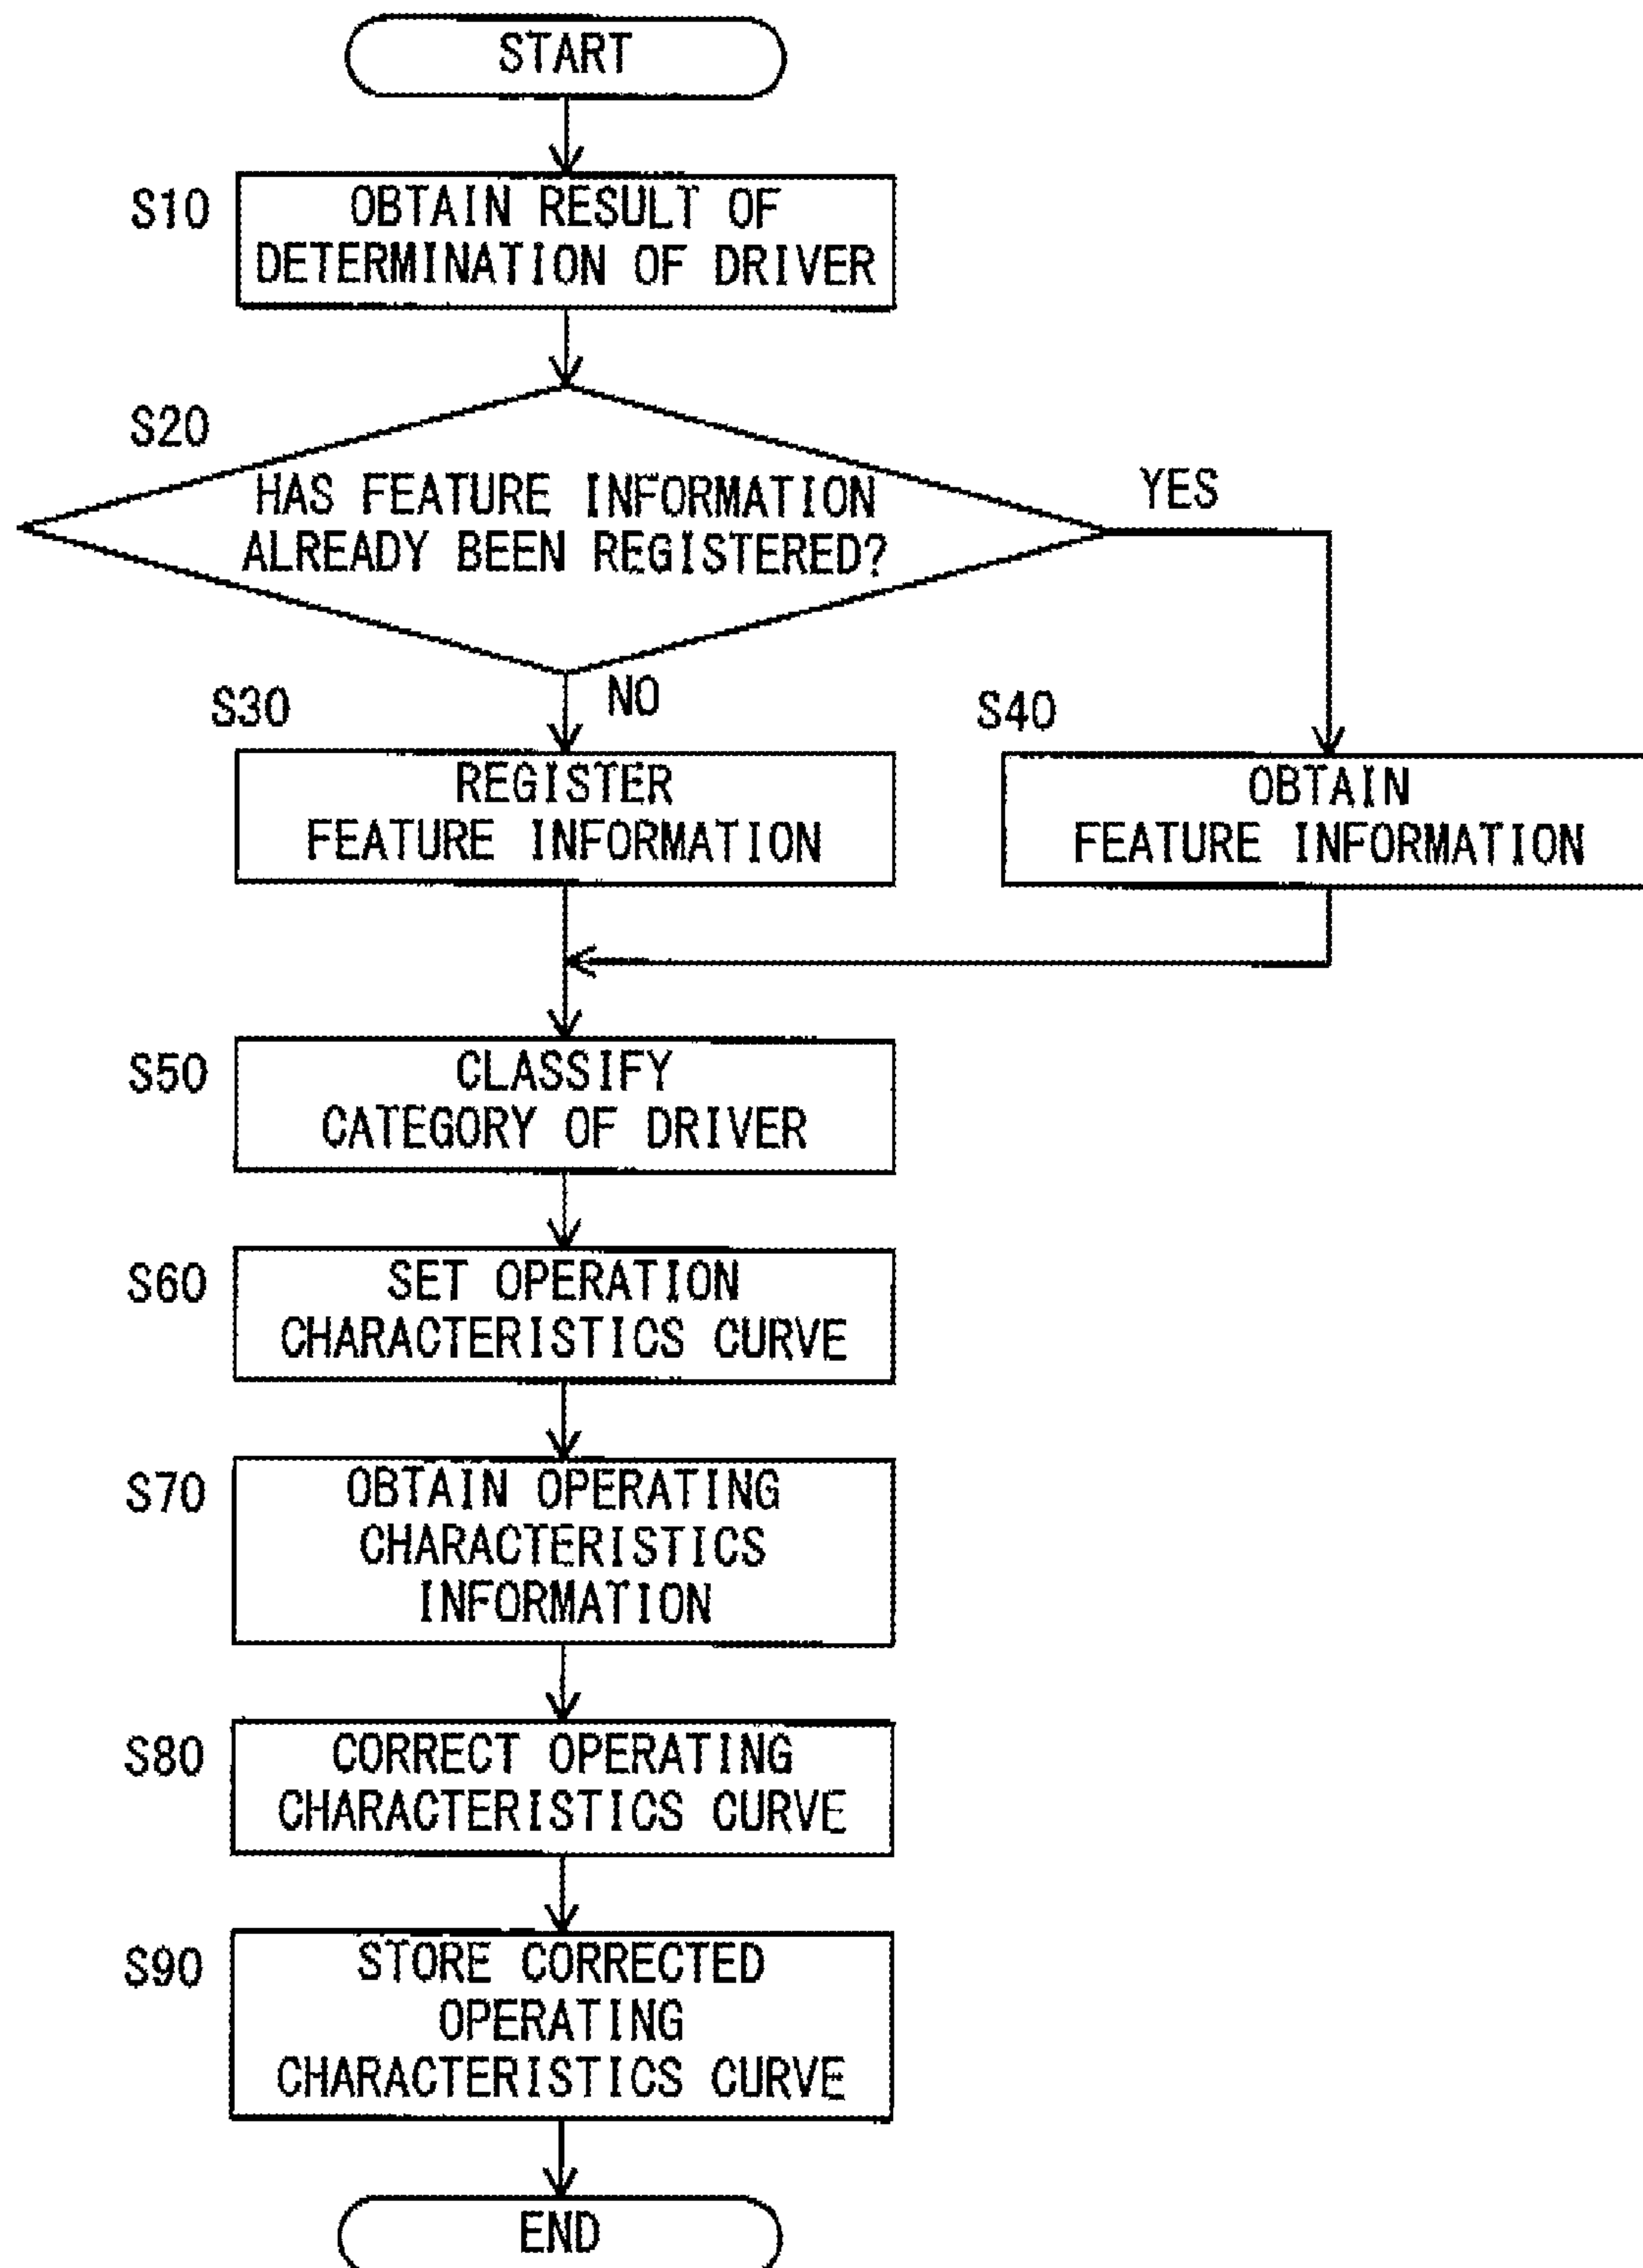 START
S10
OBTAIN RESULT OF
DETERMINATION OF DRIVER
S20
HAS FEATURE INFORMATION
ALREADY BEEN REGISTERED?
YES
NO
S30
REGISTER
FEATURE INFORMATION
S40
OBTAIN
FEATURE INFORMATION
S50
CLASSIFY
CATEGORY OF DRIVER
S60
SET OPERATION
CHARACTERISTICS CURVE
S70
OBTAIN OPERATING
CHARACTERISTICS
INFORMATION
S80
CORRECT OPERATING
CHARACTERISTICS CURVE
S90
STORE CORRECTED
OPERATING
CHARACTERISTICS CURVE
END